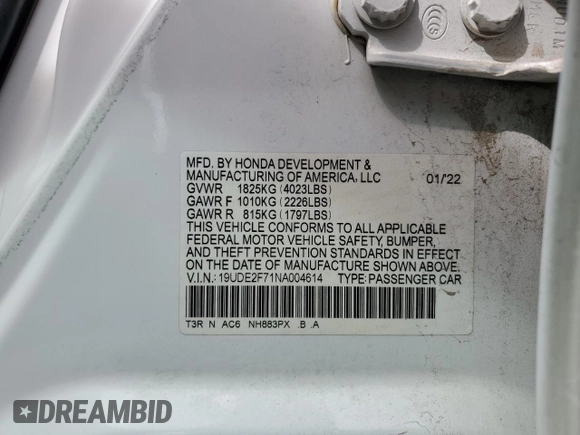 MFD. BY HONDA DEVELOPMENT &
MANUFACTURING OF AMERICA, LLC 01/22
GVWR 1825KG (4023LBS)
GAWR F 1010KG (2226LBS)
GAWR R 815KG (1797LBS)
THIS VEHICLE CONFORMS TO ALL APPLICABLE
FEDERAL MOTOR VEHICLE SAFETY, BUMPER,
AND THEFT PREVENTION STANDARDS IN EFFECT
ON THE DATE OF MANUFACTURE SHOWN ABOVE.
V.I.N.: 19UDE2F71NA004614 TYPE: PASSENGER CAR
T3R N AC6 NH883PX .B .A
DREAMBID